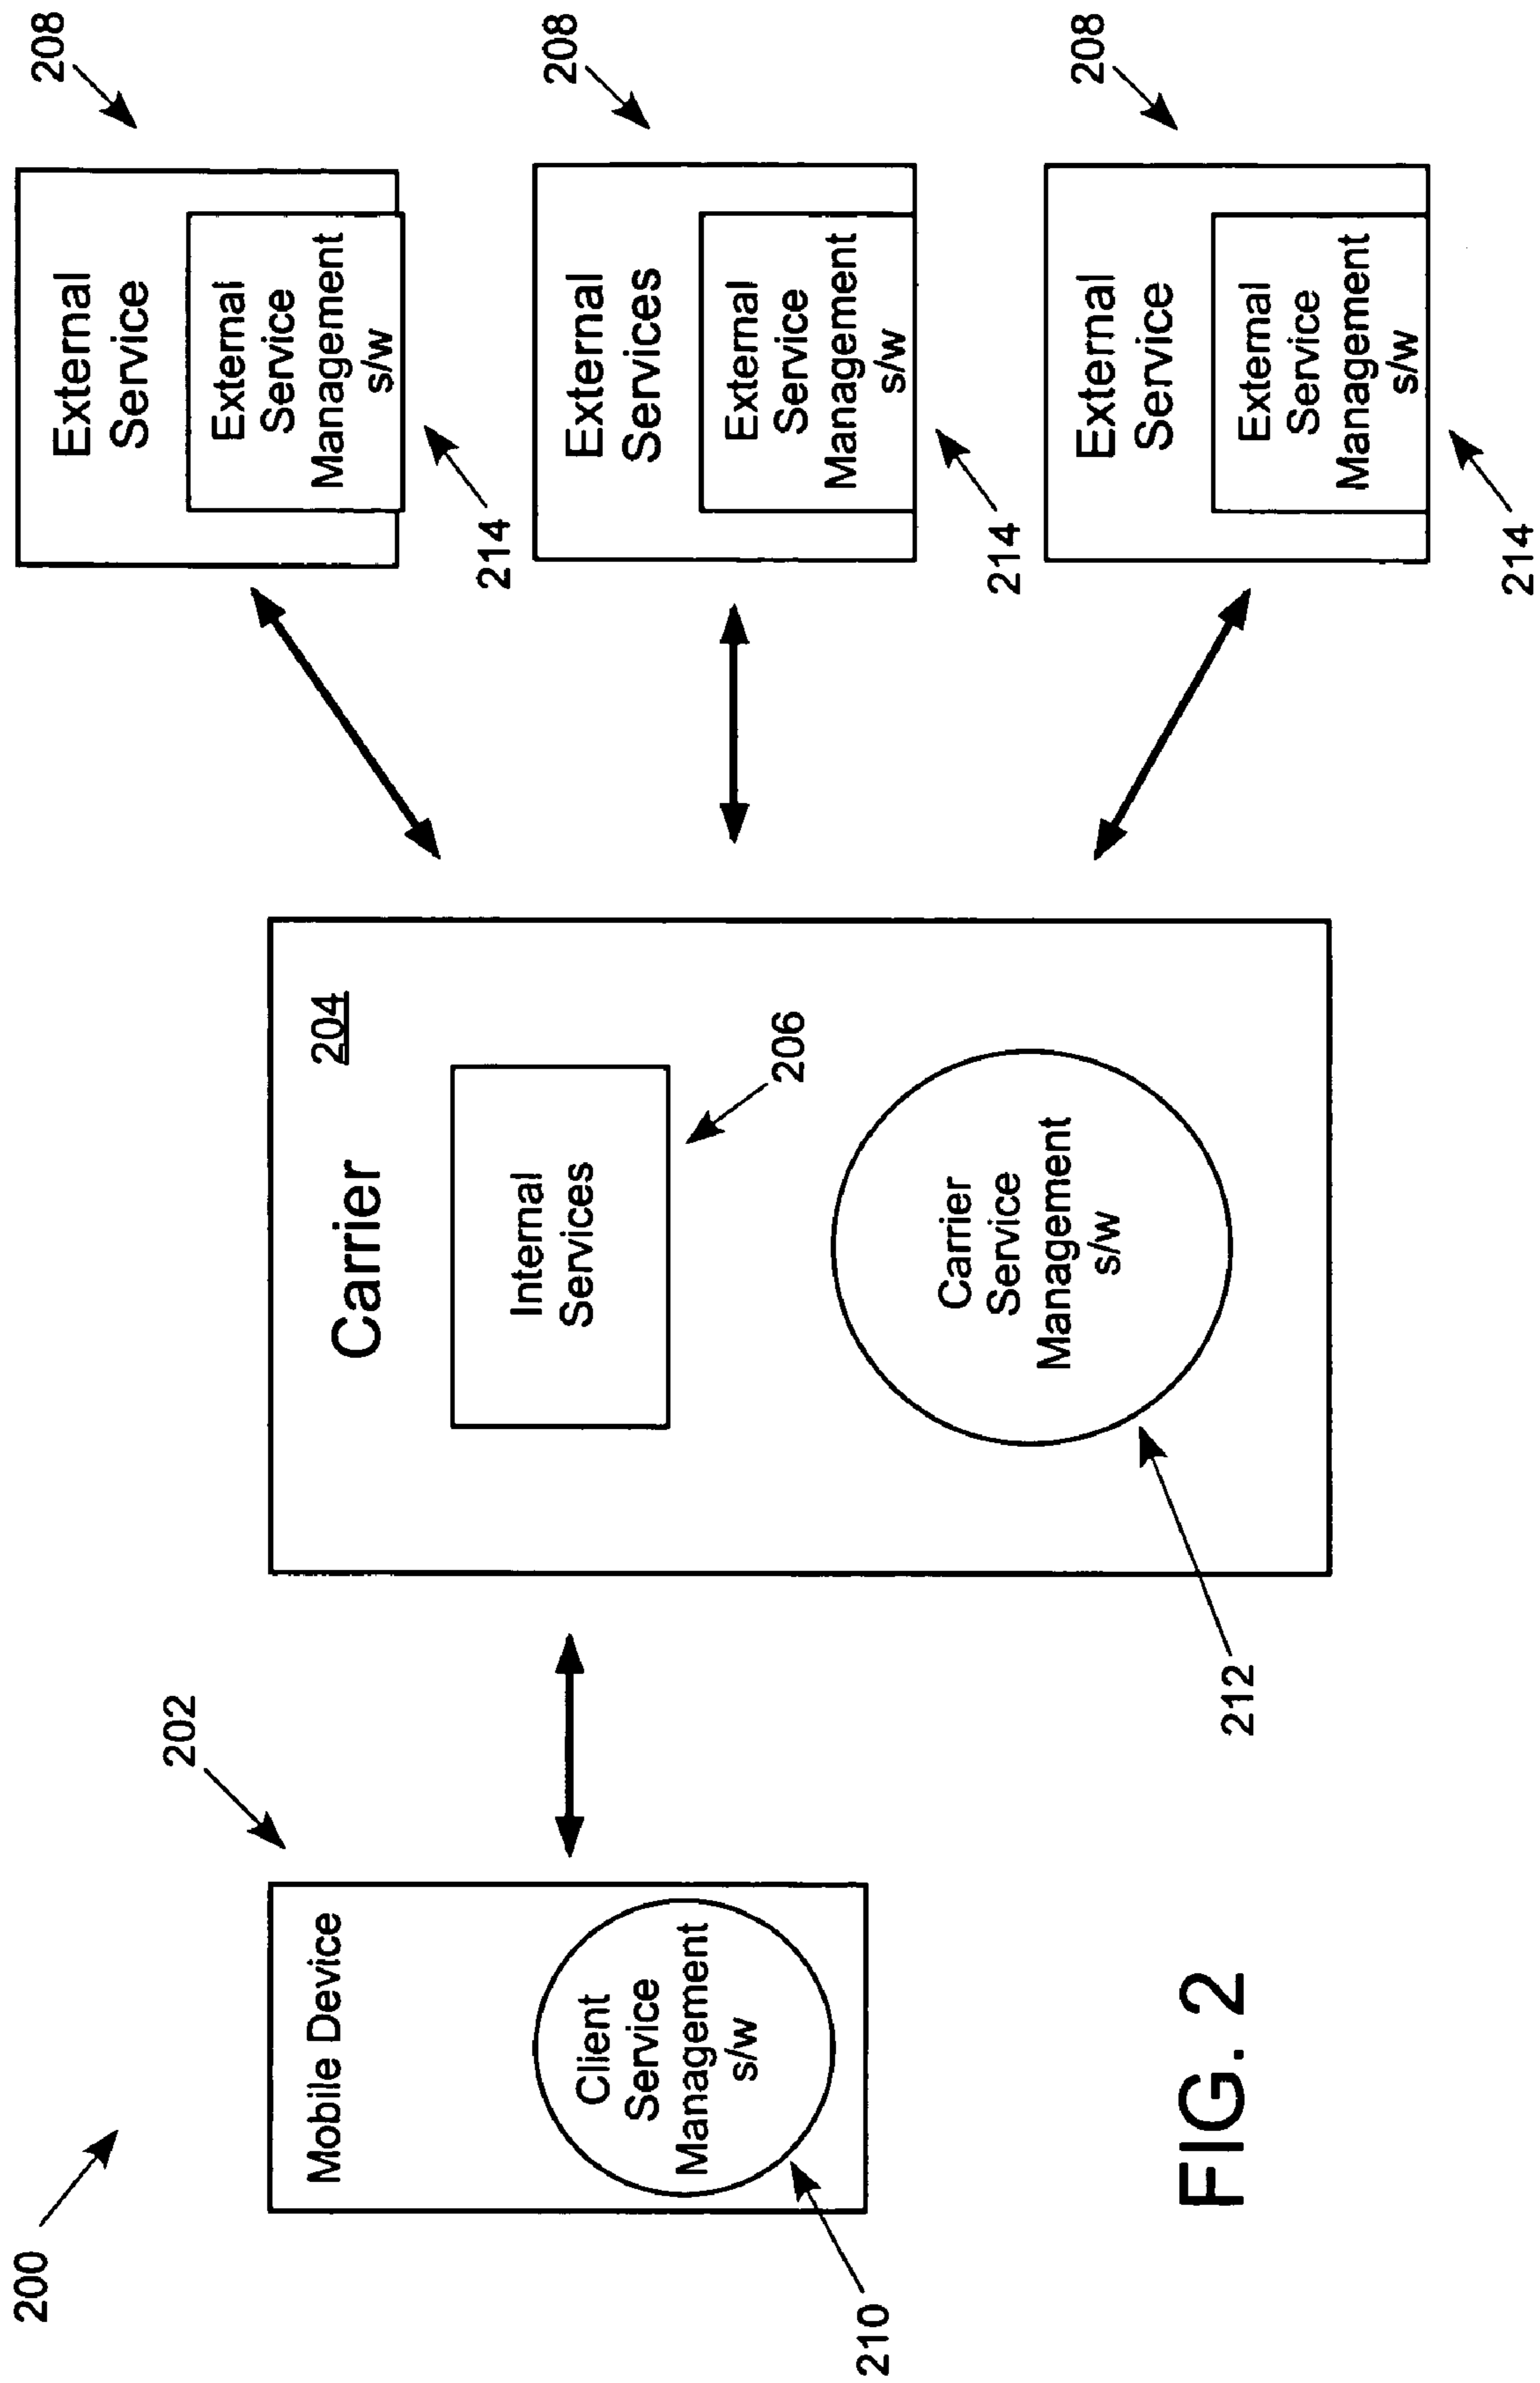 200
202
Mobile Device
Client
Service
Management
s/w
210
Carrier
204
Internal
Services
206
Carrier
Service
Management
s/w
212
208
External
Service
External
Service
Management
s/w
214
208
External
Services
External
Service
Management
s/w
214
208
External
Service
External
Service
Management
s/w
214
FIG. 2